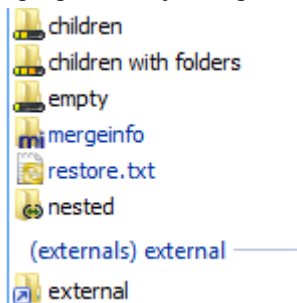 children
children with folders
empty
mergeinfo
restore.txt
nested
(externals) external
external